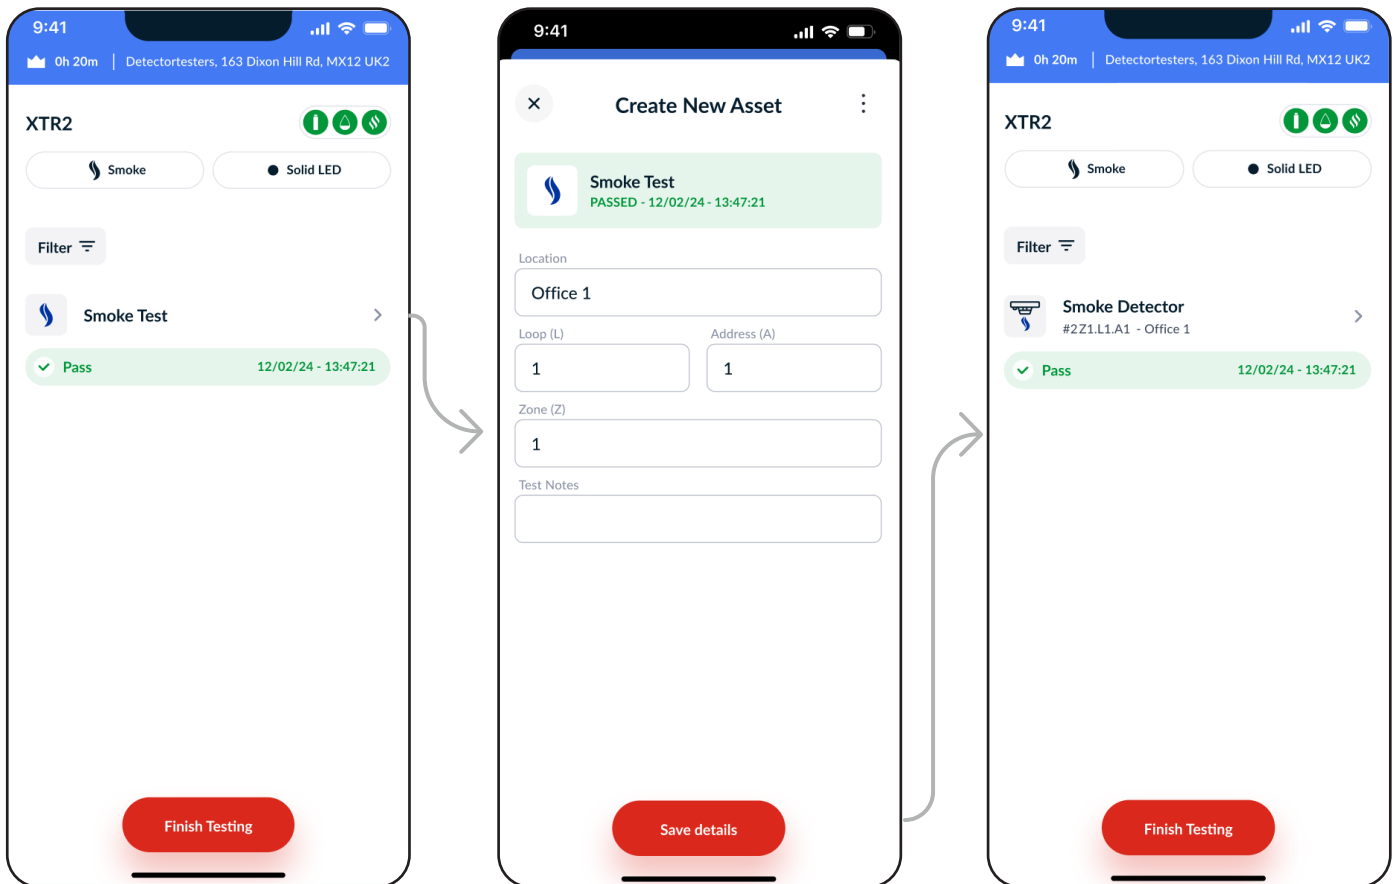 9:41
0h 20m | Detectortesters, 163 Dixon Hill Rd, MX12 UK2
XTR2
Smoke
Solid LED
Filter
Smoke Test
Pass
12/02/24 - 13:47:21
Finish Testing
9:41
Create New Asset
Smoke Test
PASSED - 12/02/24 - 13:47:21
Location
Office 1
Loop (L)
Address (A)
1
1
Zone (Z)
1
Test Notes
Save details
9:41
0h 20m | Detectortesters, 163 Dixon Hill Rd, MX12 UK2
XTR2
Smoke
Solid LED
Filter
Smoke Detector
#2 Z1.L1.A1 - Office 1
Pass
12/02/24 - 13:47:21
Finish Testing